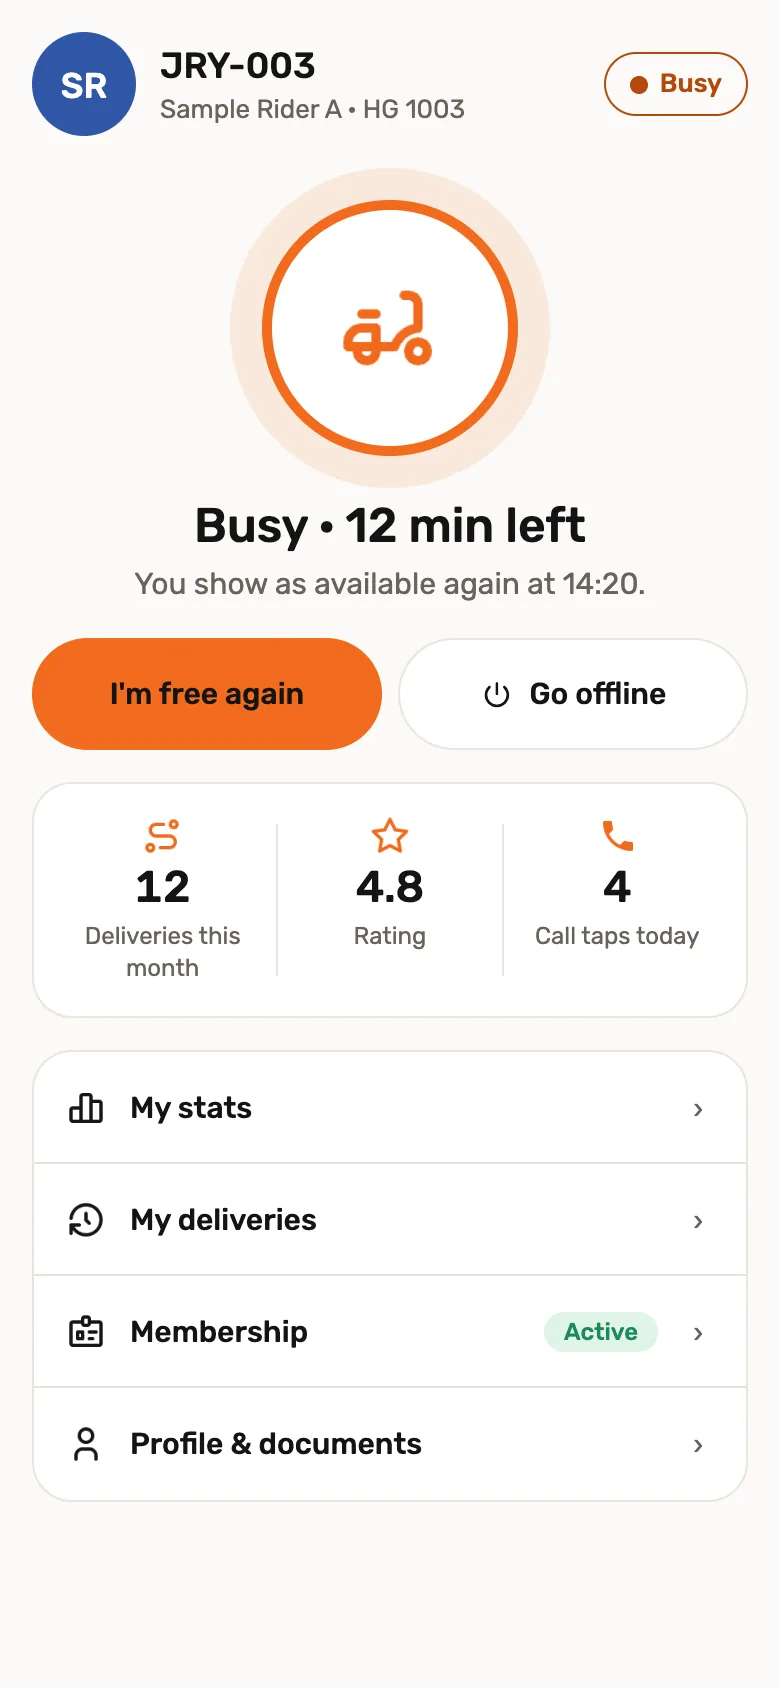 SR
JRY-003
Sample Rider A • HG 1003
Busy
Busy • 12 min left
You show as available again at 14:20.
I'm free again
Go offline
12
Deliveries this
month
4.8
Rating
4
Call taps today
My stats
My deliveries
Membership
Active
Profile & documents